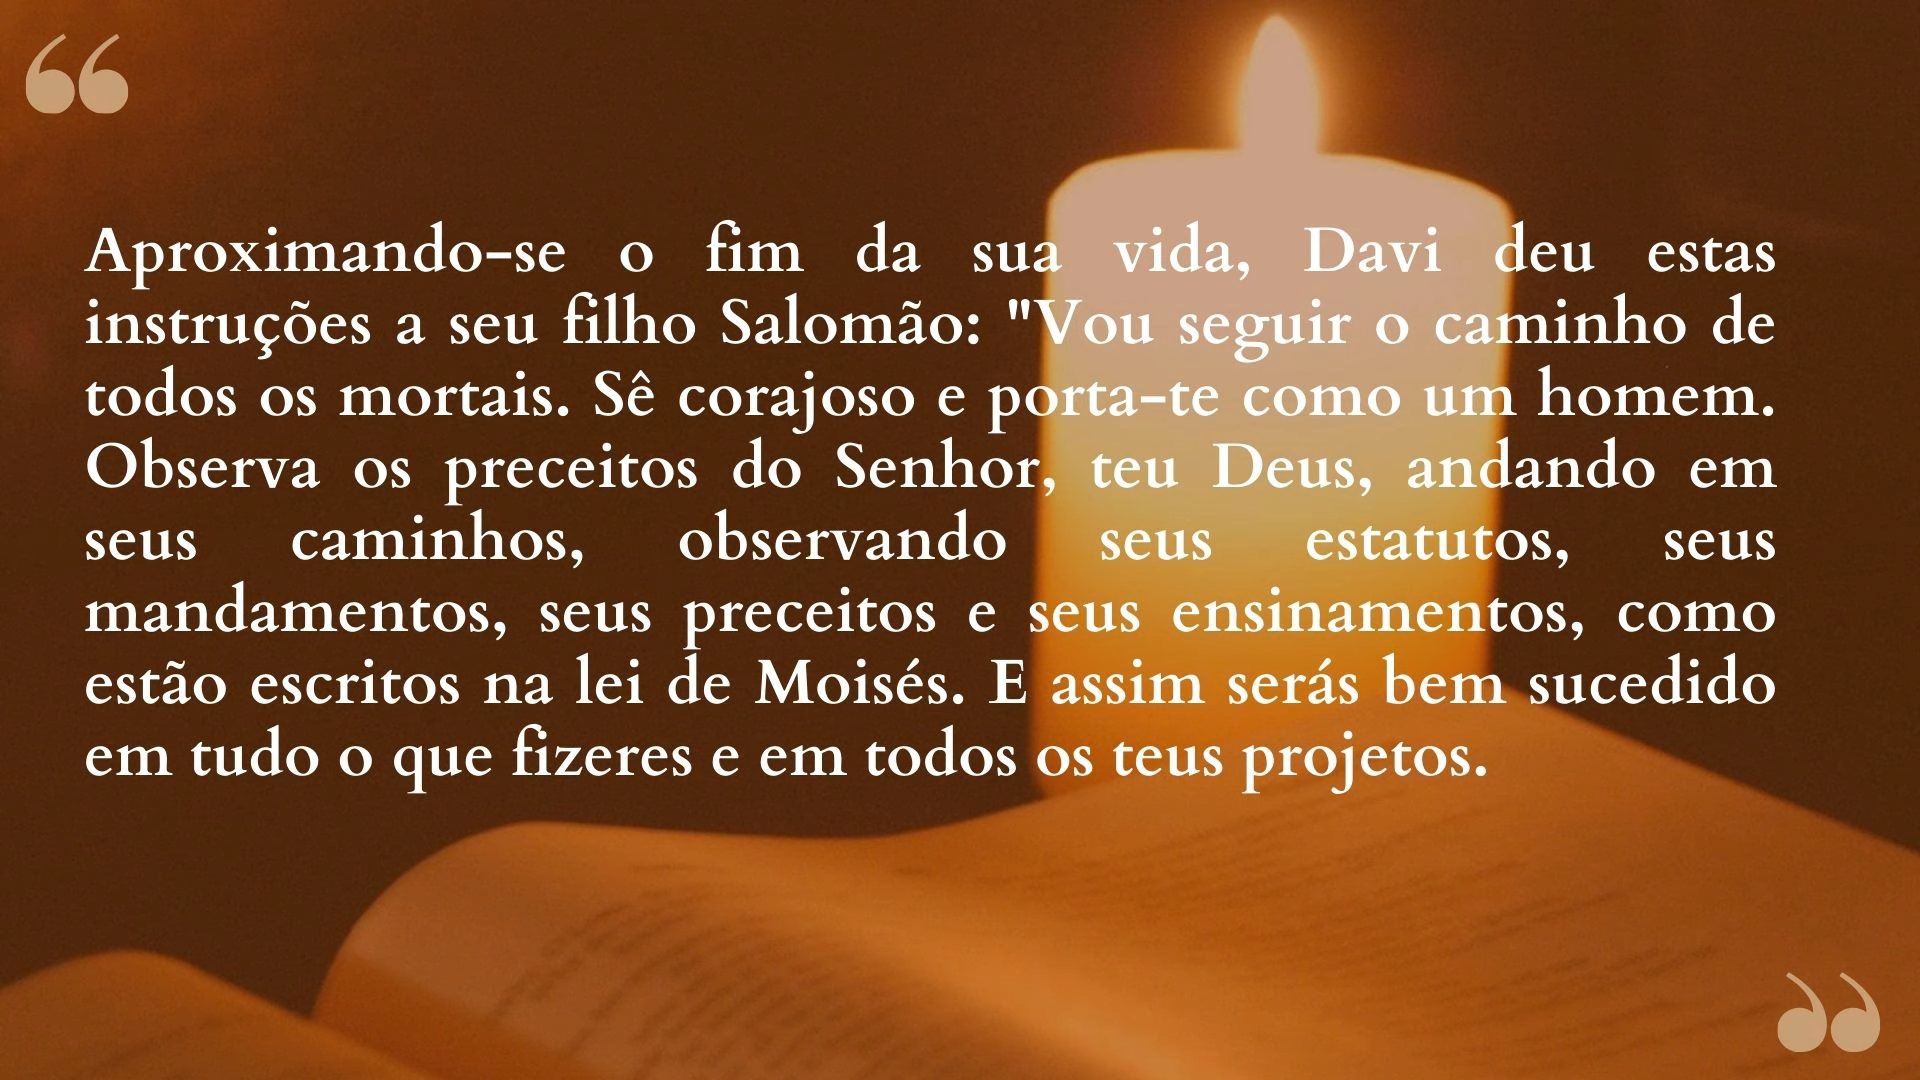 Aproximando-se o fim da sua vida, Davi deu estas
instruções a seu filho Salomão: "Vou seguir o caminho de
todos os mortais. Sê corajoso e porta-te como um homem.
Observa os preceitos do Senhor, teu Deus, andando em
seus caminhos, observando seus estatutos, seus
mandamentos, seus preceitos e seus ensinamentos, como
estão escritos na lei de Moisés. E assim serás bem sucedido
em tudo o que fizeres e em todos os teus projetos.